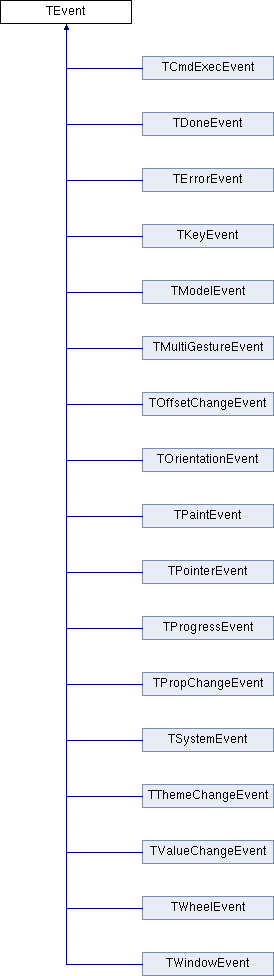 TEvent
TCmdExecEvent
TDoneEvent
TErrorEvent
TKeyEvent
TModelEvent
TMultiGestureEvent
TOffsetChangeEvent
TOrientationEvent
TPaintEvent
TPointerEvent
TProgressEvent
TPropChangeEvent
TSystemEvent
TThemeChangeEvent
TValueChangeEvent
TWheelEvent
TWindowEvent